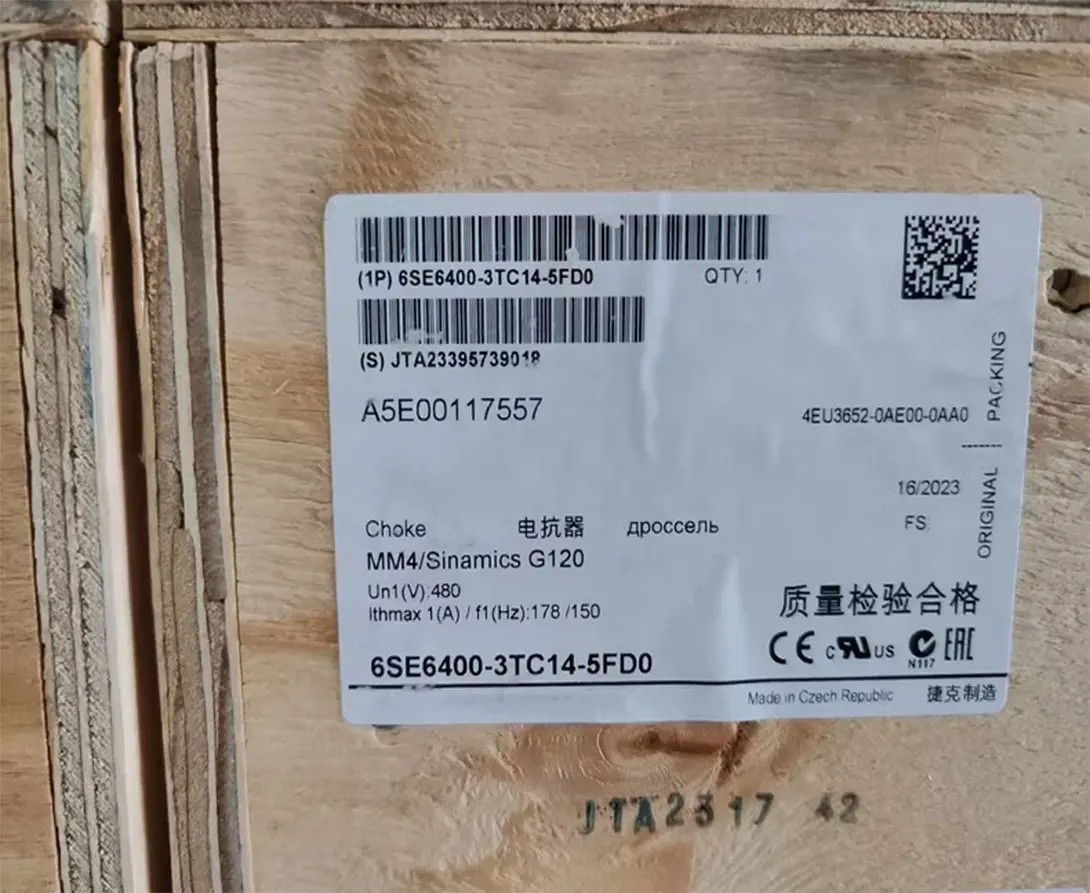 (1P) 6SE6400-3TC14-5FD0 QTY: 1
(S) JTA23395739018
A5E00117557
4EU3652-0AE00-0AA0
PACKING
ORIGINAL
16/2023
FS
Choke 电抗器 дроссель
MM4/Sinamics G120
Un1(V):480
Ithmax 1(A) / f1(Hz):178 /150
质量检验合格
CE c UL US N117 EAC
6SE6400-3TC14-5FD0
Made in Czech Republic 捷克制造
JTA2317 42